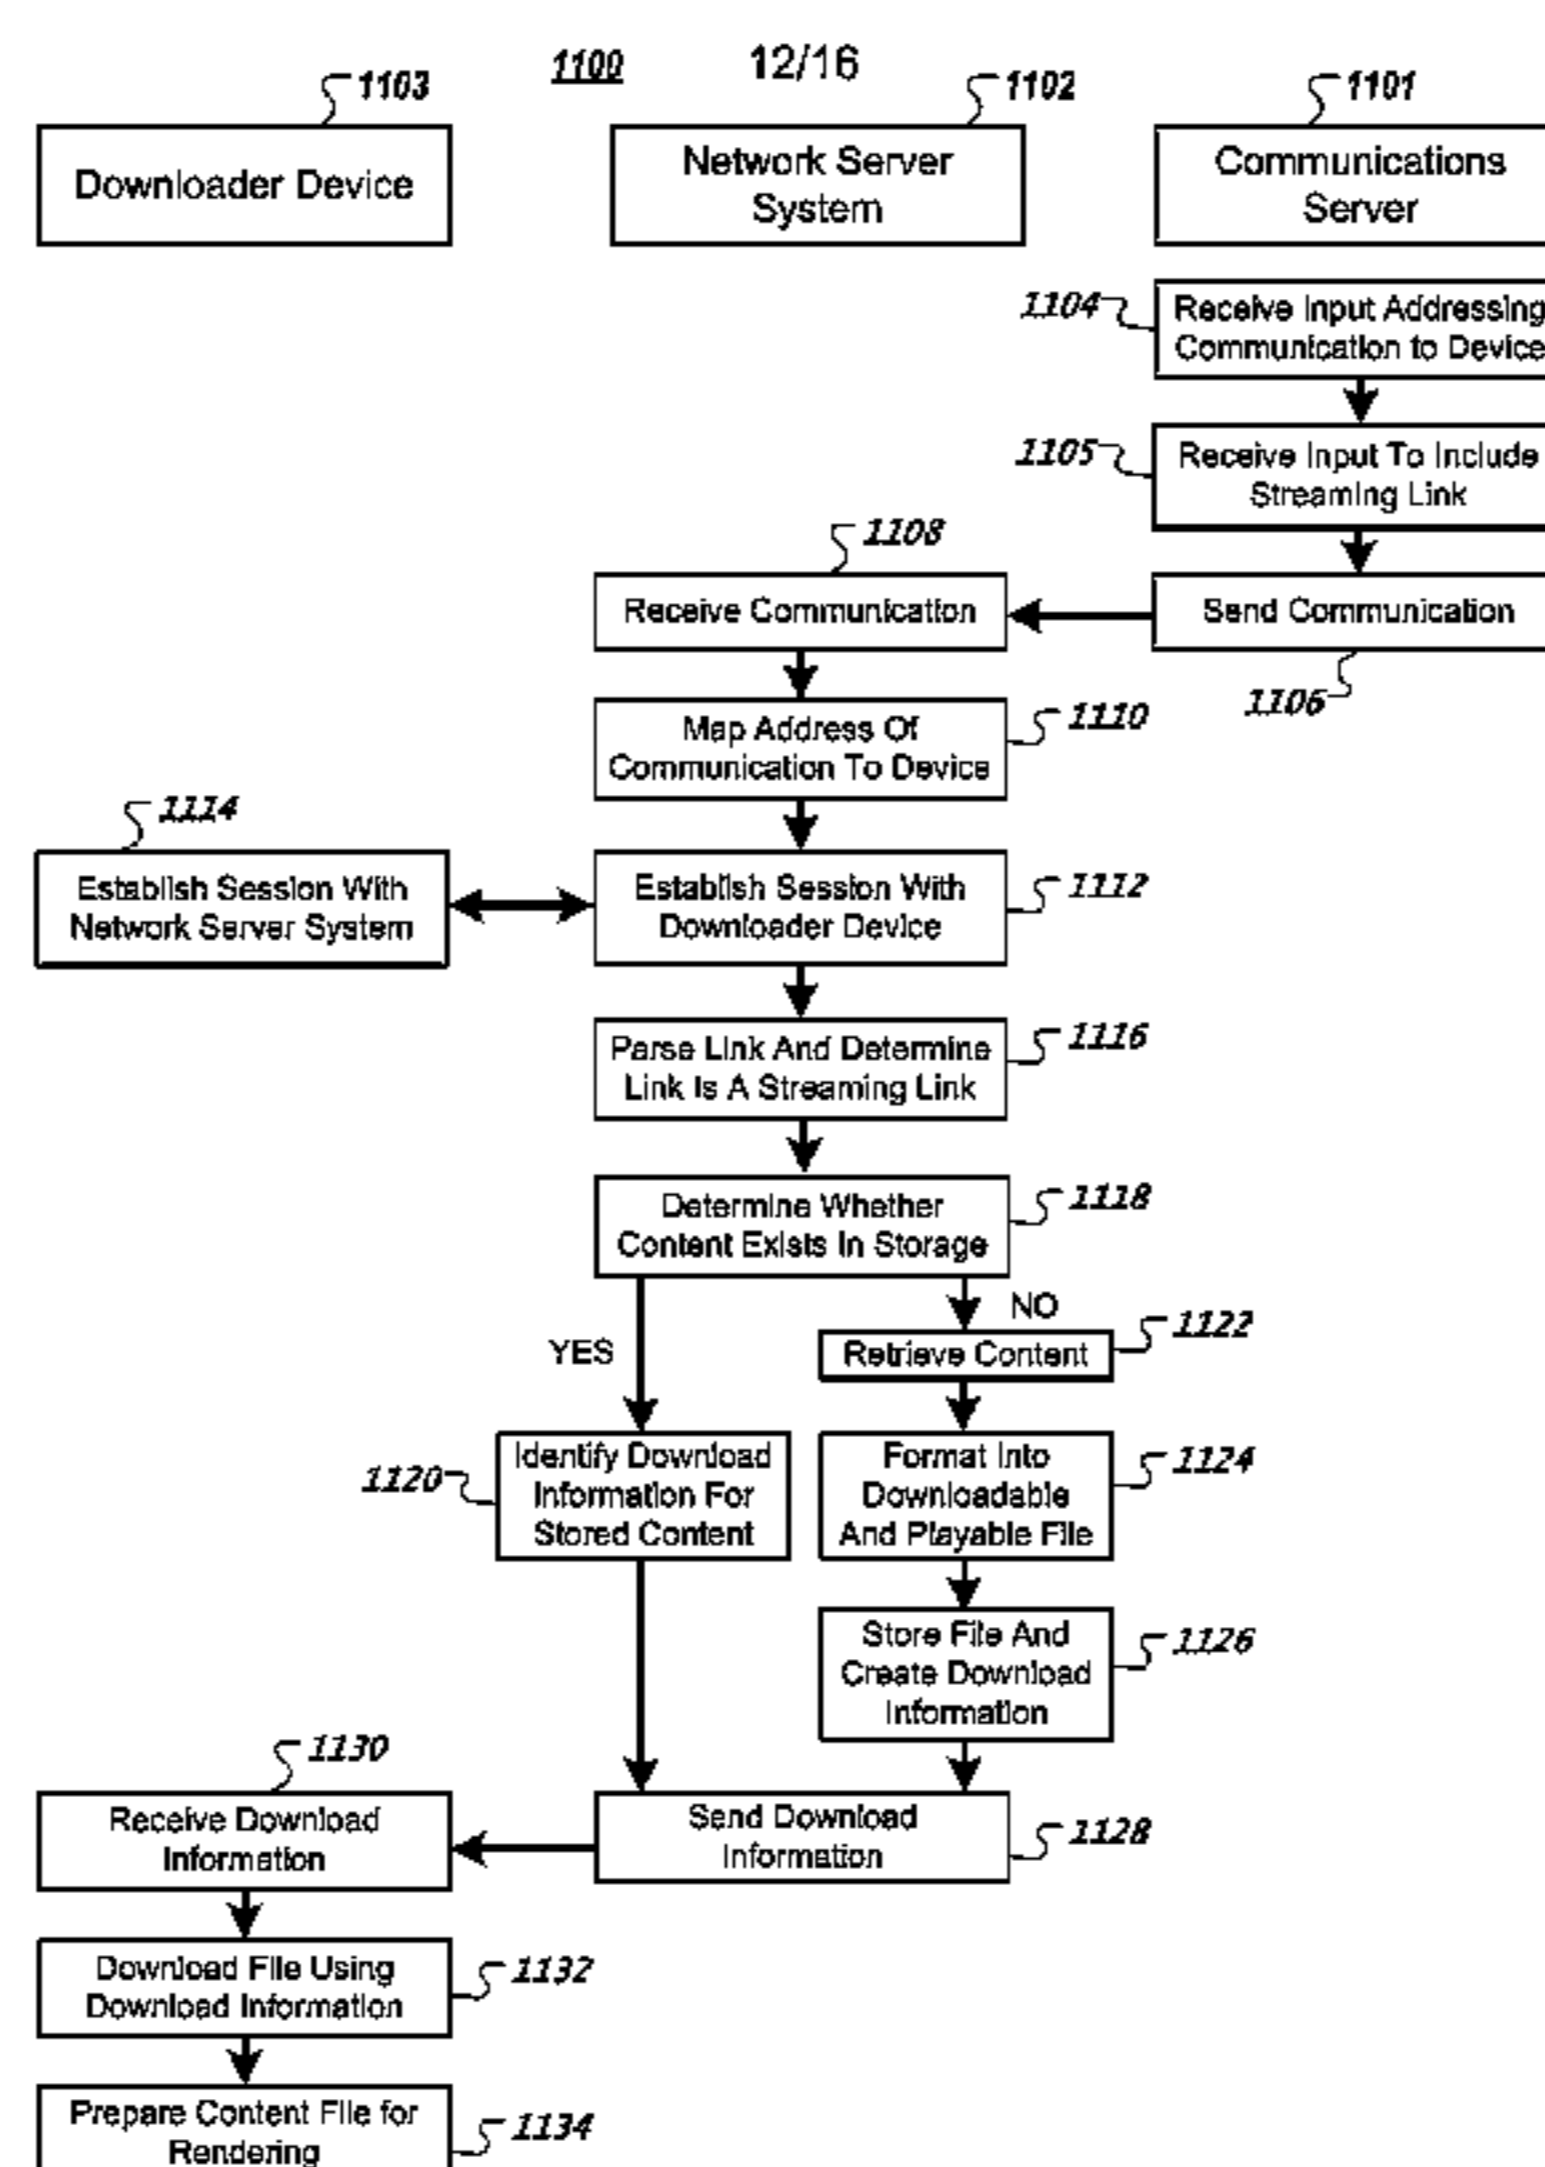 1100 12/16
1103
1102
1101
Downloader Device
Network Server
System
Communications
Server
1104
Receive Input Addressing
Communication to Device
1105
Receive Input To Include
Streaming Link
1108
Receive Communication
Send Communication
1106
Map Address Of
Communication To Device
1110
1114
Establish Session With
Network Server System
Establish Session With
Downloader Device
1112
Parse Link And Determine
Link Is A Streaming Link
1116
Determine Whether
Content Exists In Storage
1118
YES
NO
Retrieve Content
1122
1120
Identify Download
Information For
Stored Content
Format Into
Downloadable
And Playable File
1124
Store File And
Create Download
Information
1126
1130
Receive Download
Information
Send Download
Information
1128
Download File Using
Download Information
1132
Prepare Content File for
Rendering
1134